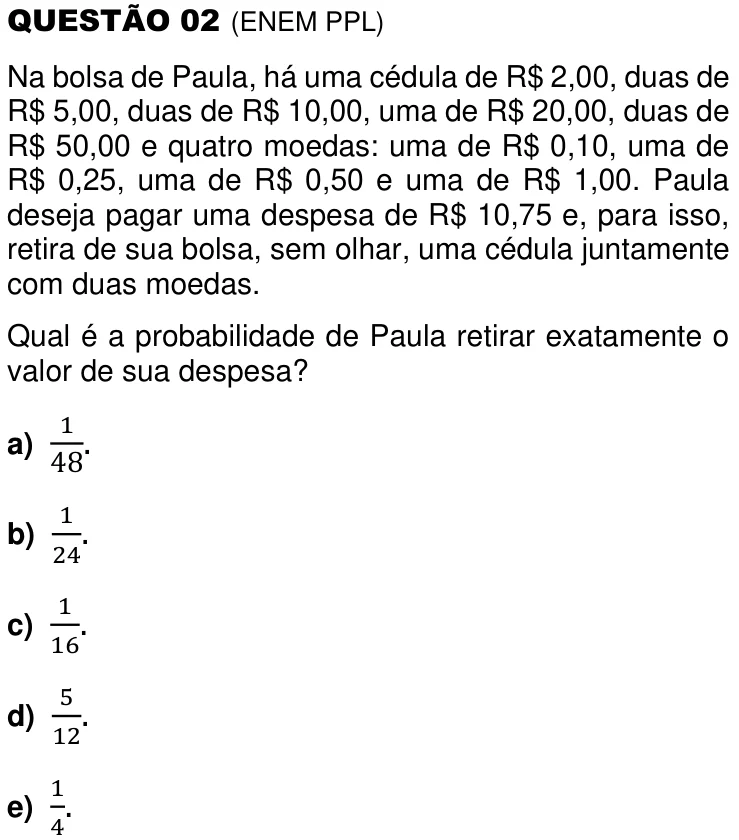 QUESTÃO 02 (ENEM PPL)
Na bolsa de Paula, há uma cédula de R$ 2,00, duas de
R$ 5,00, duas de R$ 10,00, uma de R$ 20,00, duas de
R$ 50,00 e quatro moedas: uma de R$ 0,10, uma de
R$ 0,25, uma de R$ 0,50 e uma de R$ 1,00. Paula
deseja pagar uma despesa de R$ 10,75 e, para isso,
retira de sua bolsa, sem olhar, uma cédula juntamente
com duas moedas.
Qual é a probabilidade de Paula retirar exatamente o
valor de sua despesa?
a) 1/48.
b) 1/24.
c) 1/16.
d) 5/12.
e) 1/4.